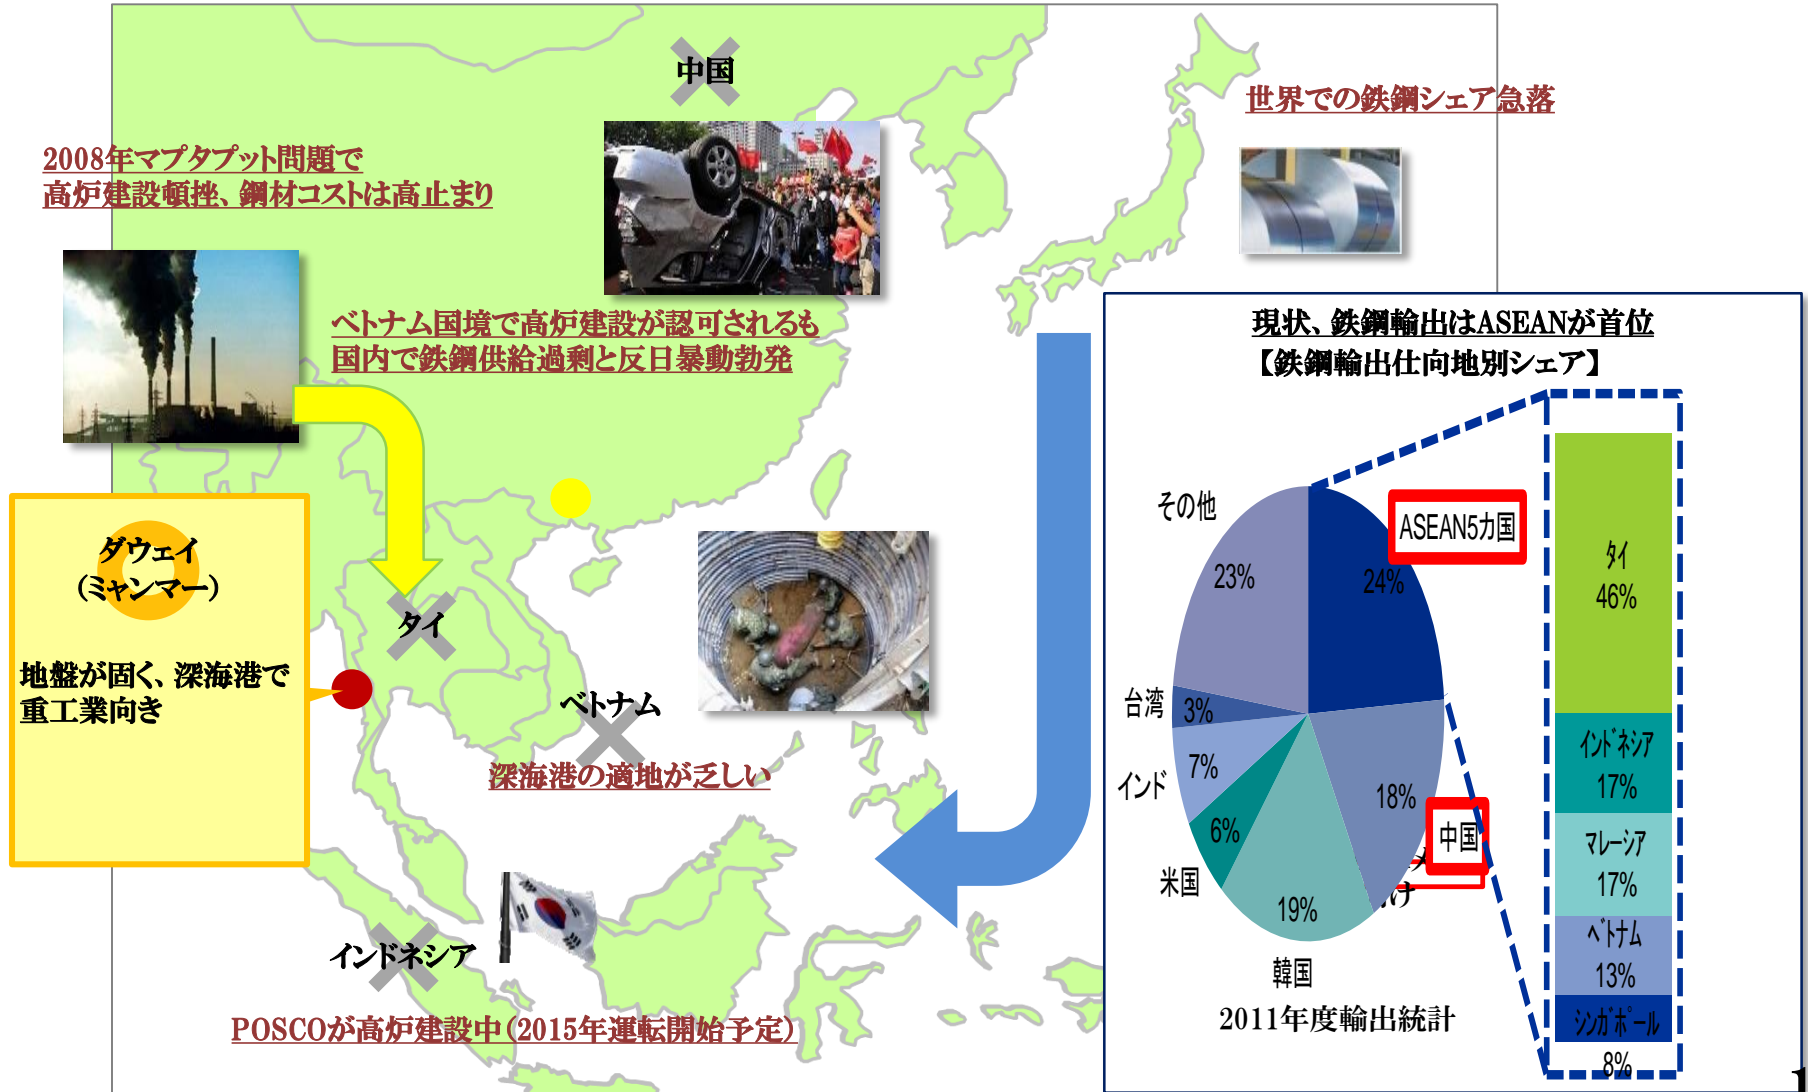 中国
世界での鉄鋼シェア急落
2008年マプタプット問題で
高炉建設頓挫、鋼材コストは高止まり
ベトナム国境で高炉建設が認可されるも
国内で鉄鋼供給過剰と反日暴動勃発
ダウェイ
(ミャンマー)
地盤が固く、深海港で
重工業向き
タイ
ベトナム
深海港の適地が乏しい
インドネシア
POSCOが高炉建設中(2015年運転開始予定)
現状、鉄鋼輸出はASEANが首位
【鉄鋼輸出仕向地別シェア】
その他
23%
ASEAN5カ国
24%
台湾
3%
インド
7%
18%
中国
6%
米国
19%
け
韓国
2011年度輸出統計
タイ
46%
インドネシア
17%
マレーシア
17%
ベトナム
13%
シンガポール
8%